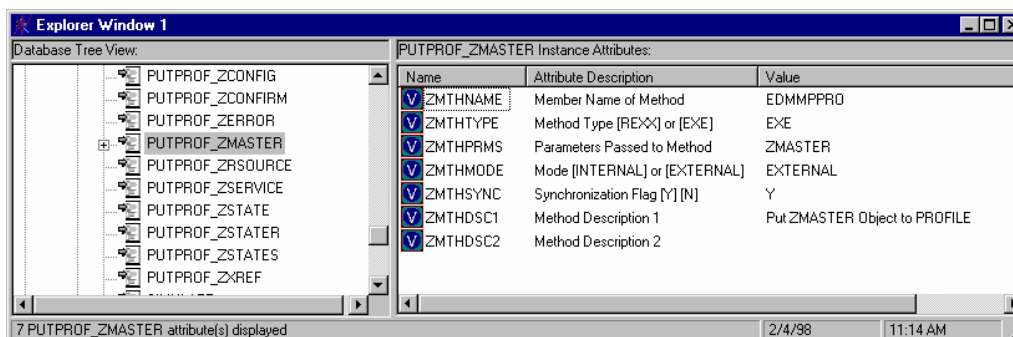 Explorer Window 1
Database Tree View:
PUTPROF_ZMASTER Instance Attributes:
PUTPROF_ZCONFIG
PUTPROF_ZCONFIRM
PUTPROF_ZERROR
PUTPROF_ZMASTER
PUTPROF_ZRSOURCE
PUTPROF_ZSERVICE
PUTPROF_ZSTATE
PUTPROF_ZSTATER
PUTPROF_ZSTATES
PUTPROF_ZXREF
Name Attribute Description Value
ZMTHNAME Member Name of Method EDMMPPRO
ZMTHTYPE Method Type [REXX] or [EXE] EXE
ZMTHPRMS Parameters Passed to Method ZMASTER
ZMTHMODE Mode [INTERNAL] or [EXTERNAL] EXTERNAL
ZMTHSYNC Synchronization Flag [Y] [N] Y
ZMTHDSC1 Method Description 1 Put ZMASTER Object to PROFILE
ZMTHDSC2 Method Description 2
7 PUTPROF_ZMASTER attribute(s) displayed 2/4/98 11:14 AM